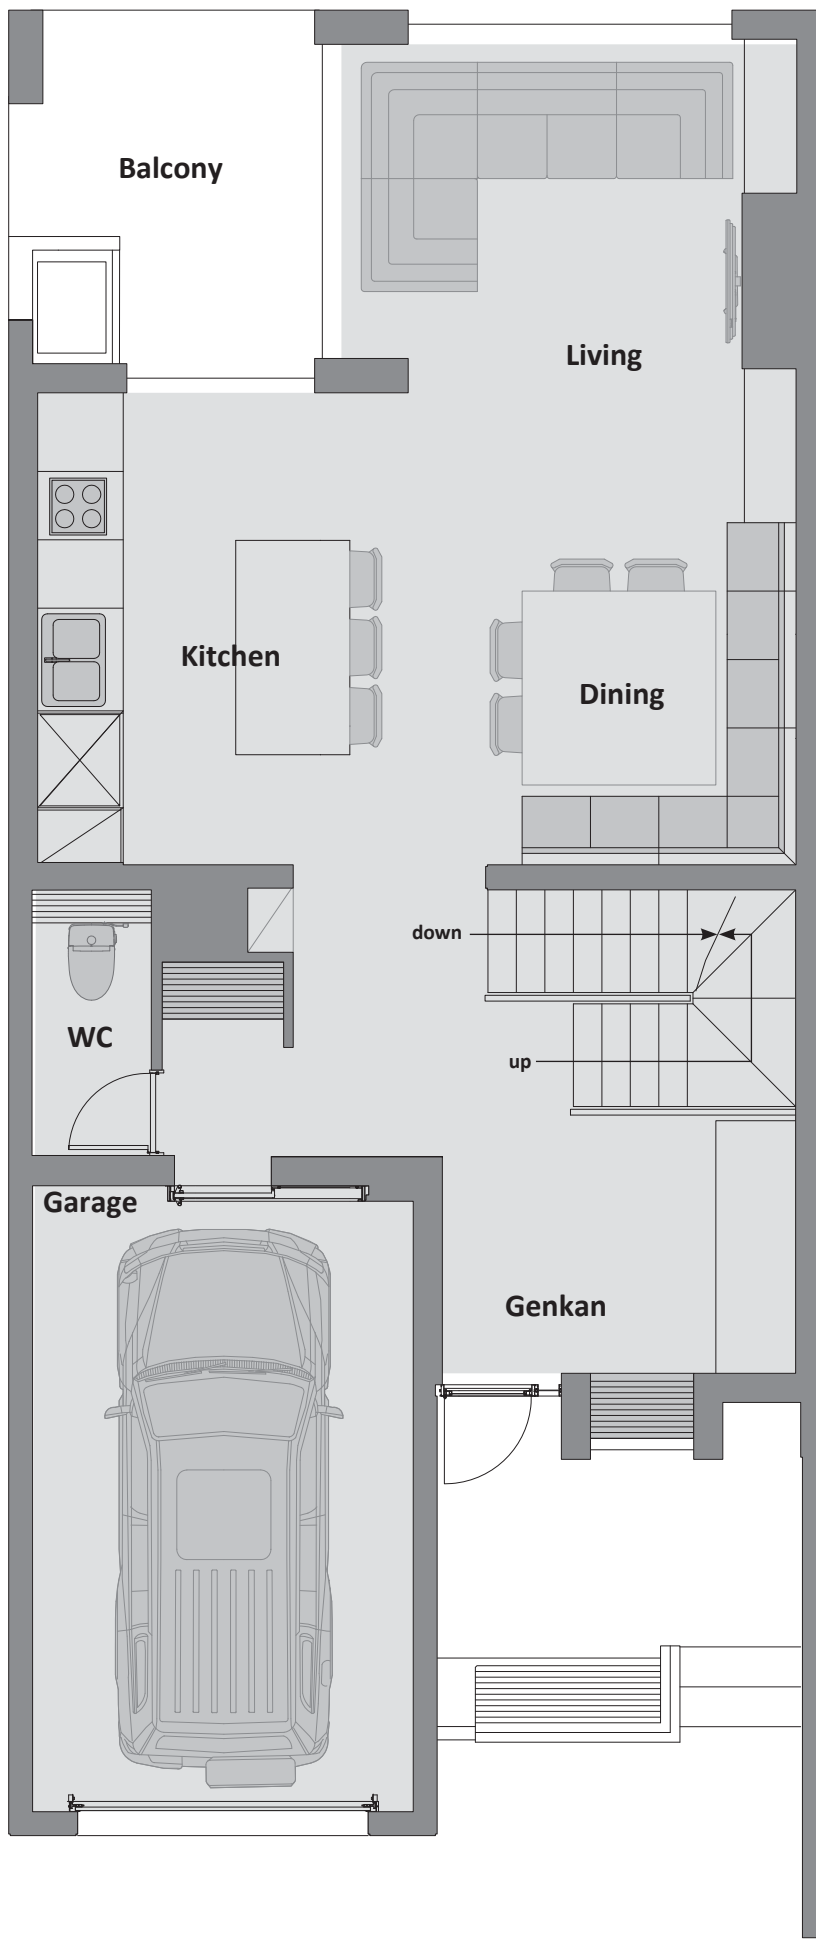 Balcony
Living
Kitchen
Dining
down
WC
up
Garage
Genkan